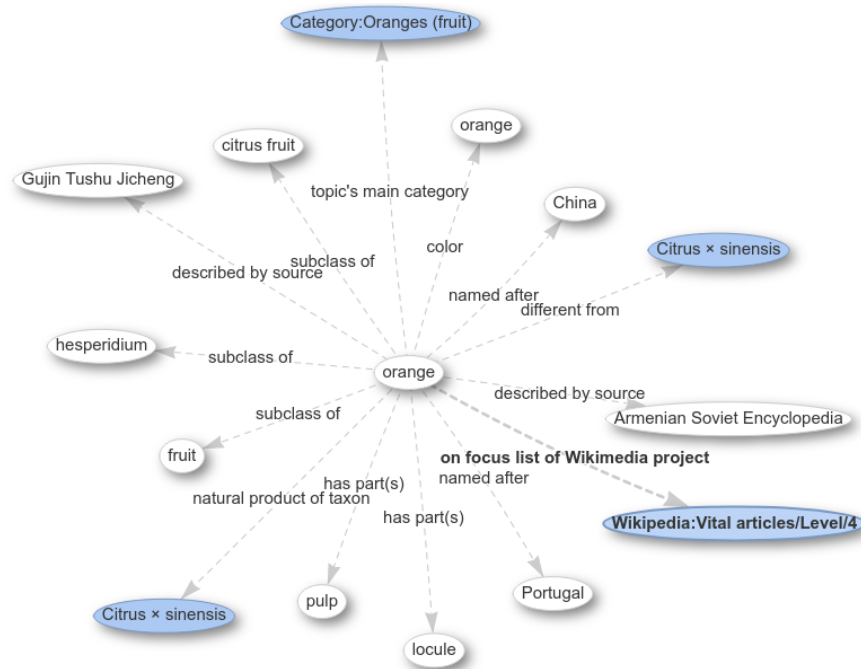 Category:Oranges (fruit)
orange
citrus fruit
Gujin Tushu Jicheng
topic's main category
China
Citrus × sinensis
color
subclass of
described by source
named after
different from
hesperidium
subclass of
orange
described by source
subclass of
Armenian Soviet Encyclopedia
fruit
on focus list of Wikimedia project
named after
has part(s)
natural product of taxon
has part(s)
Wikipedia:Vital articles/Level/4
Portugal
pulp
Citrus × sinensis
locule